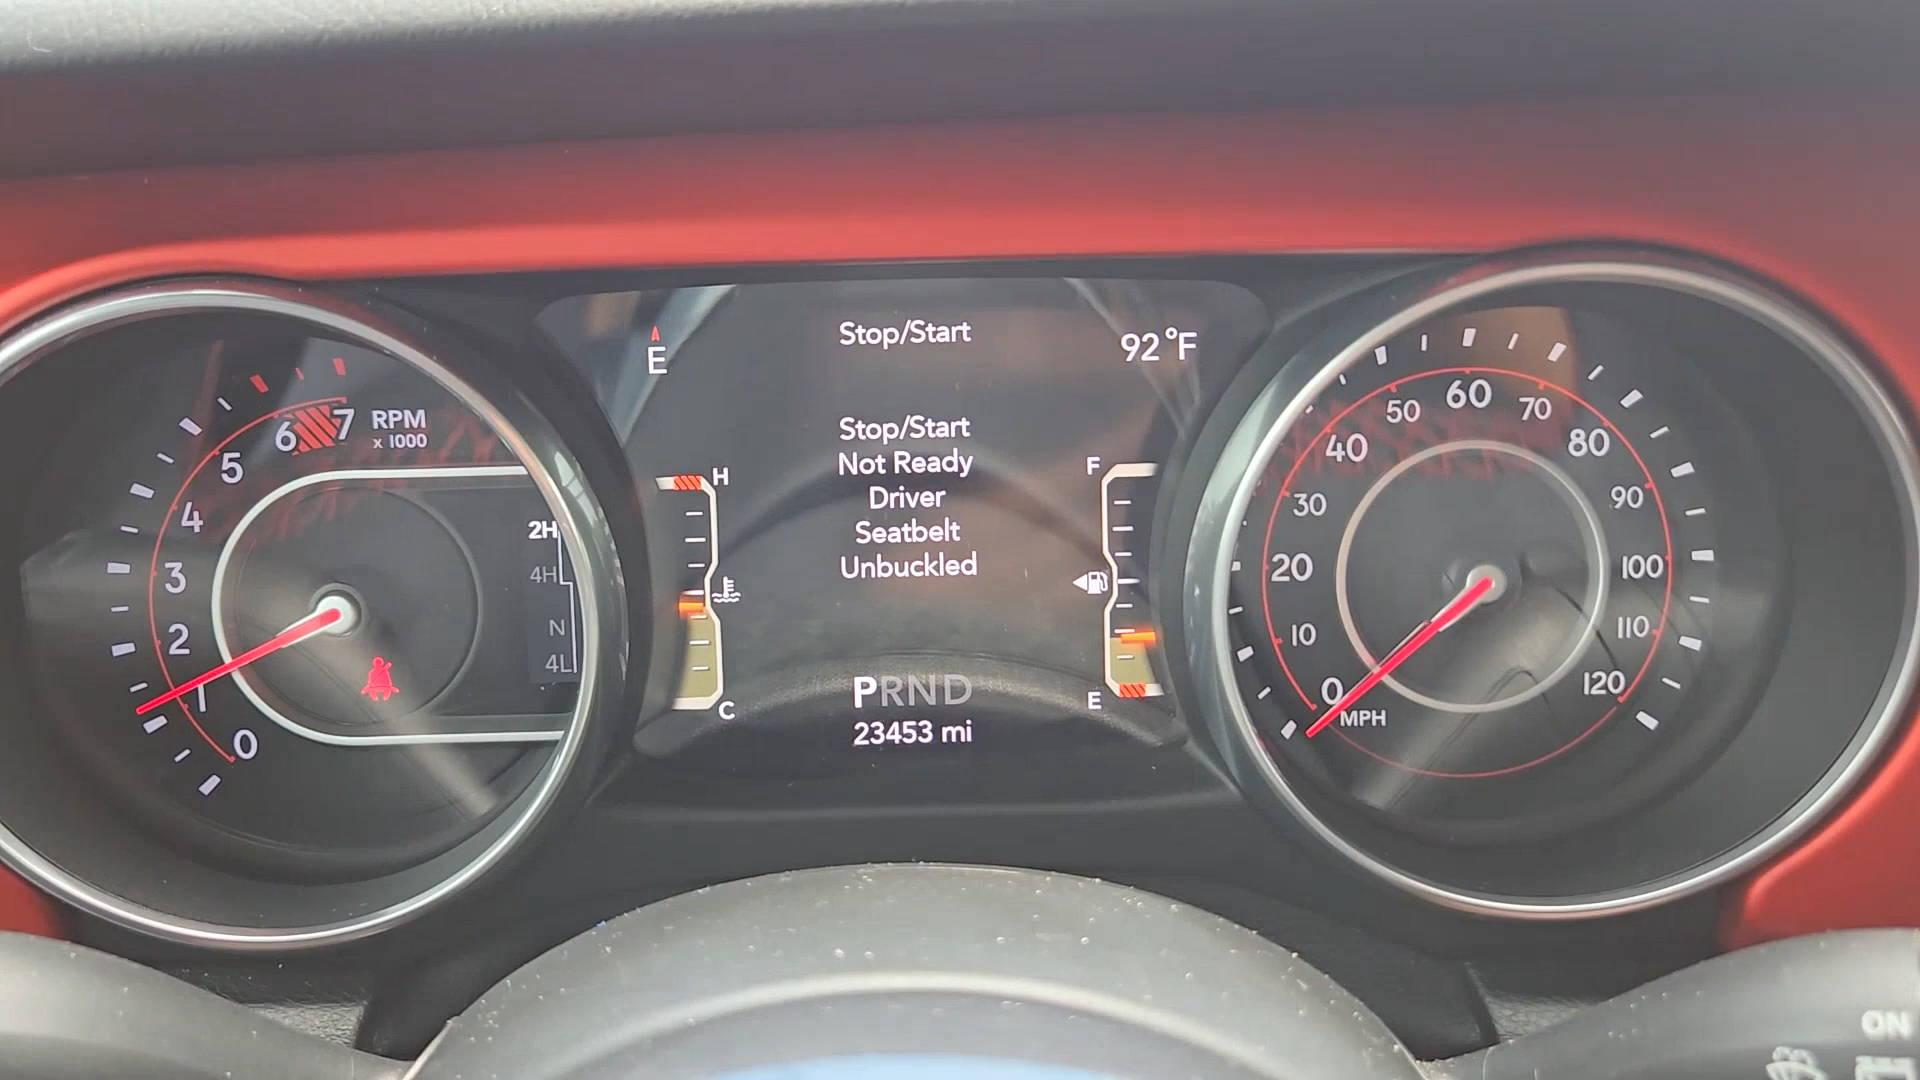 E
Stop/Start
92°F
Stop/Start
Not Ready
Driver
Seatbelt
Unbuckled
H
C
F
E
PRND
23453 mi
0
1
2
3
4
5
6
7
RPM
x 1000
2H
4H
N
4L
0
10
20
30
40
50
60
70
80
90
100
110
120
MPH
ON